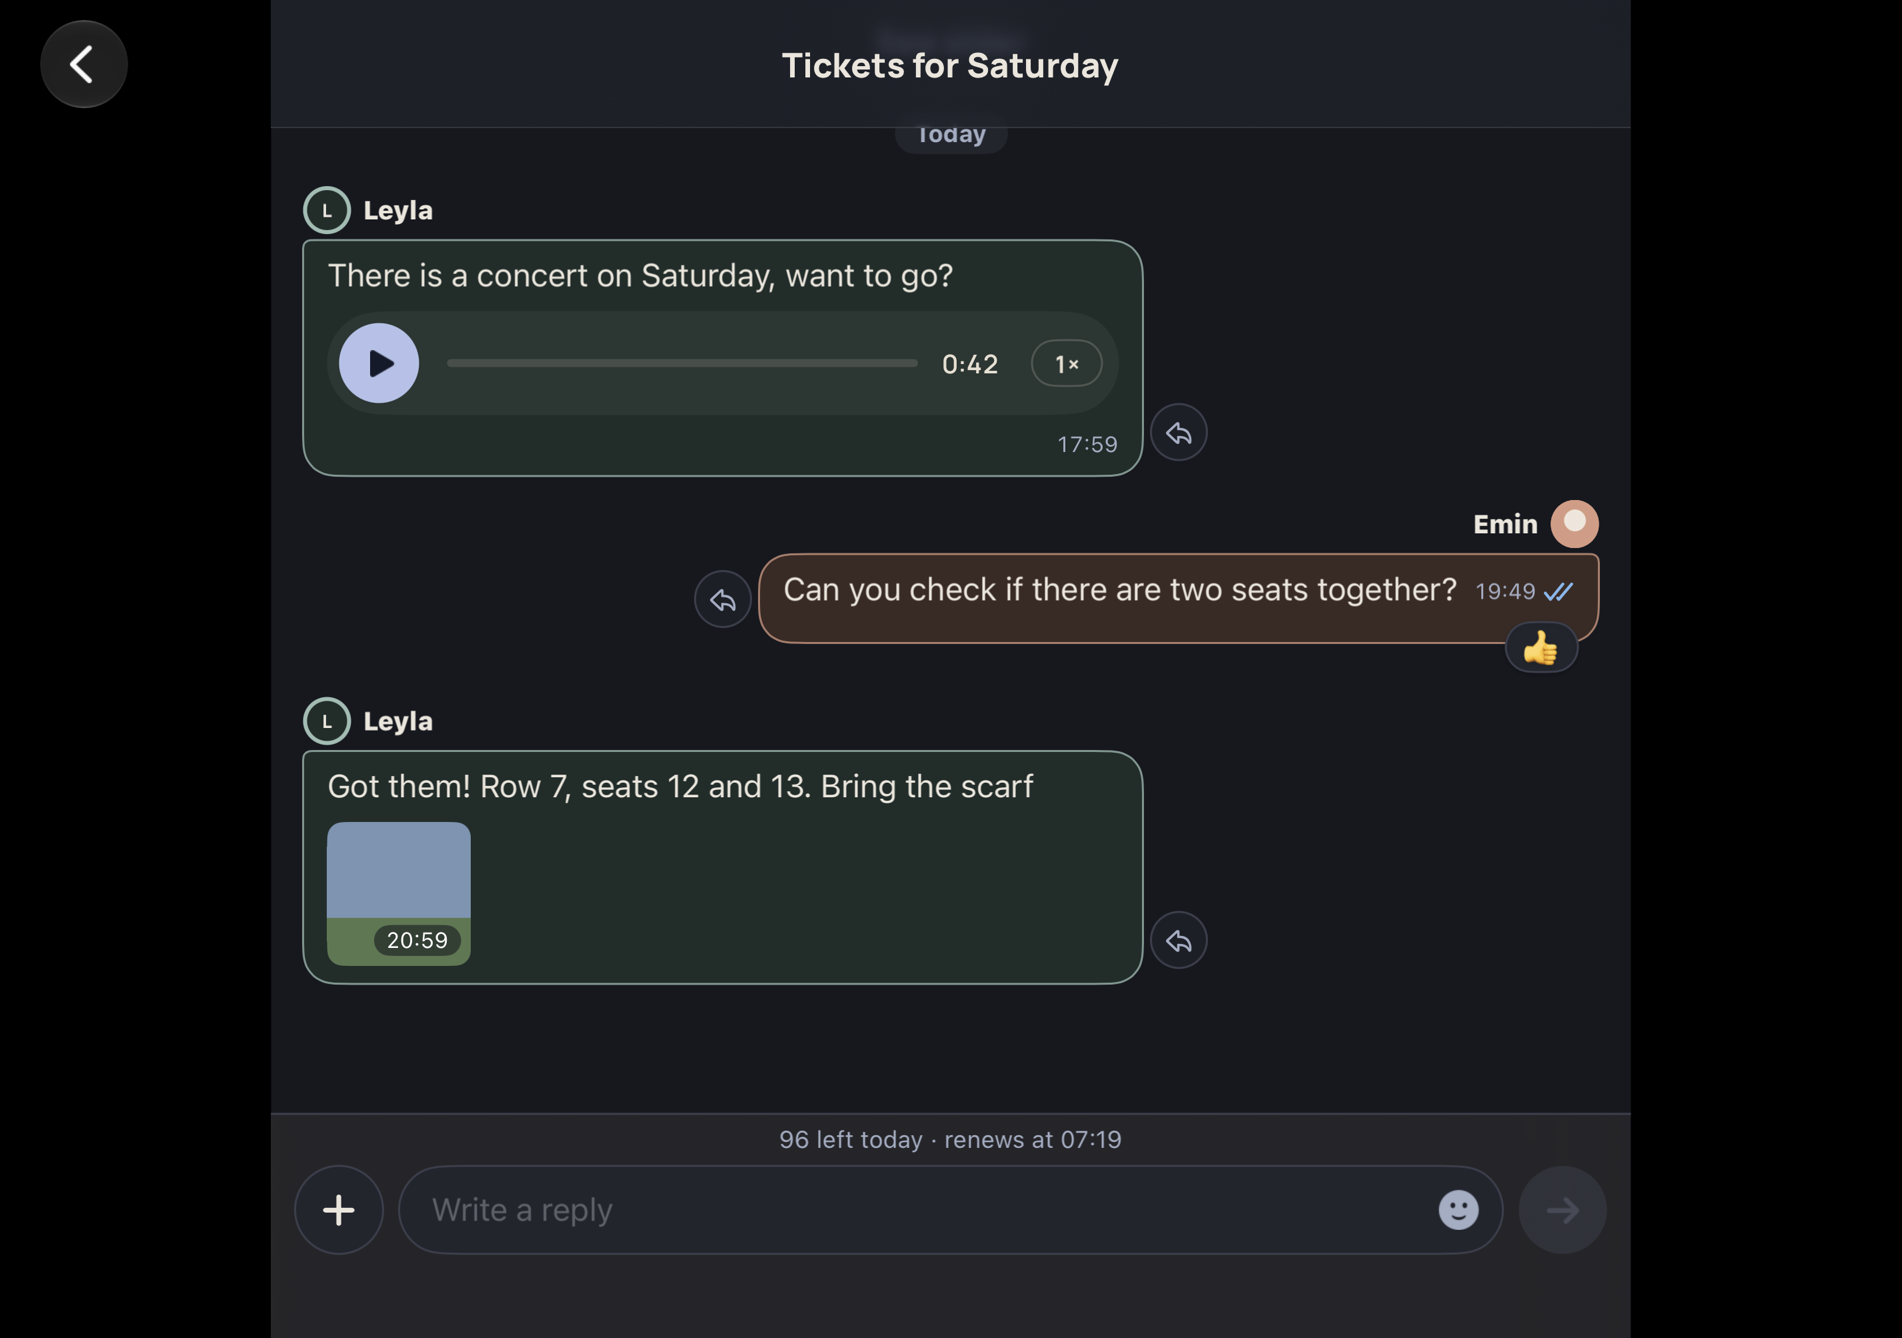 Tickets for Saturday
Today
L Leyla
There is a concert on Saturday, want to go?
0:42 1×
17:59
Emin
Can you check if there are two seats together? 19:49
L Leyla
Got them! Row 7, seats 12 and 13. Bring the scarf
20:59
96 left today · renews at 07:19
Write a reply